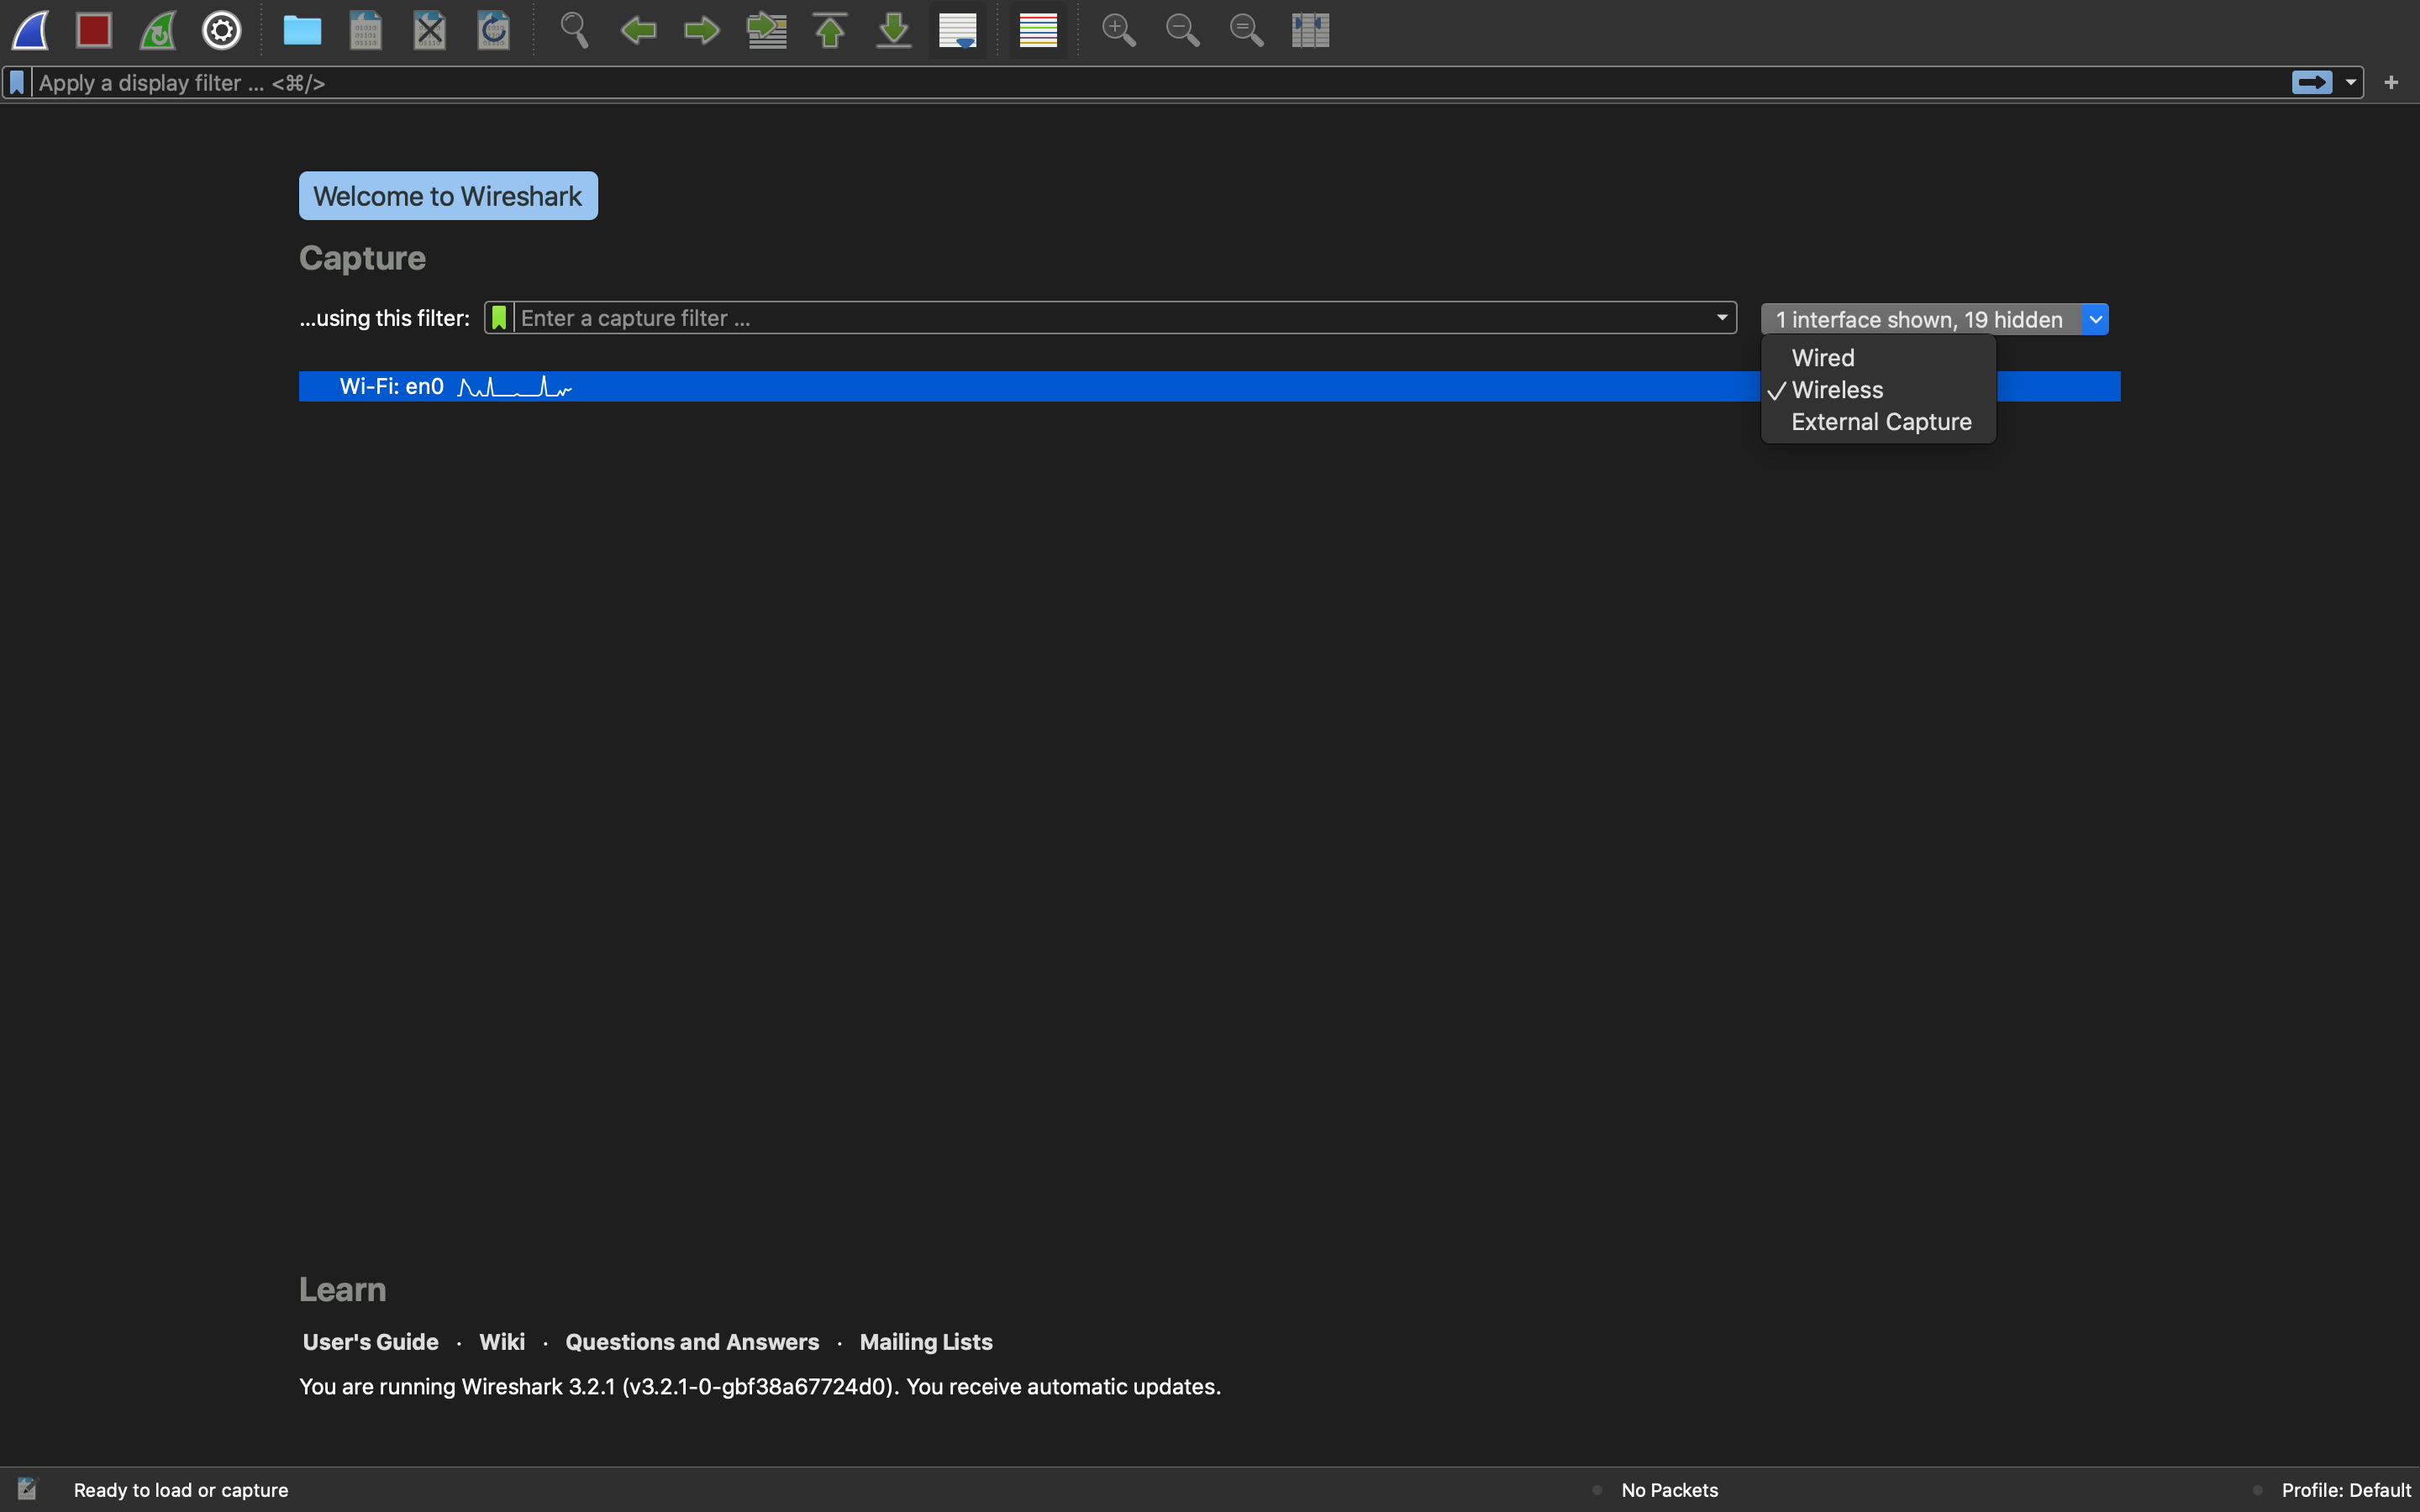 Apply a display filter ... <⌘/>
Welcome to Wireshark
Capture
...using this filter:
Enter a capture filter ...
1 interface shown, 19 hidden
Wired
Wi-Fi: en0
✓ Wireless
External Capture
Learn
User's Guide · Wiki · Questions and Answers · Mailing Lists
You are running Wireshark 3.2.1 (v3.2.1-0-gbf38a67724d0). You receive automatic updates.
Ready to load or capture
No Packets
Profile: Default